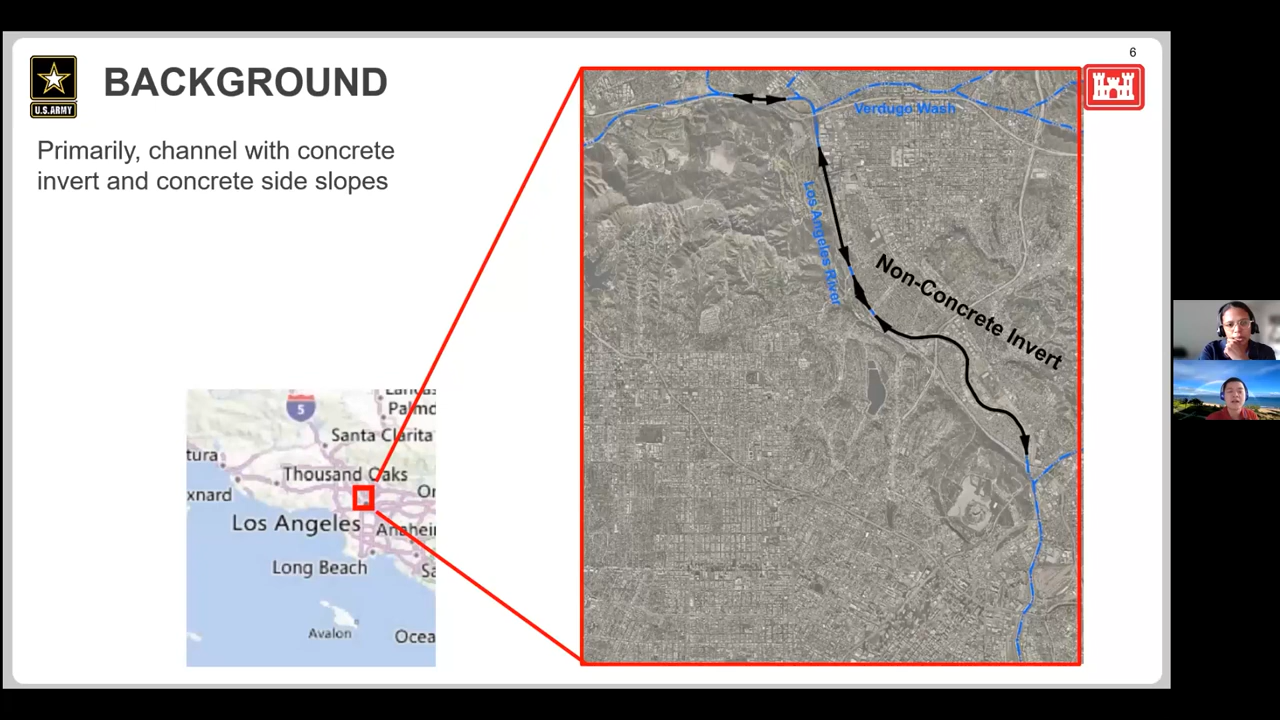 6
BACKGROUND
U.S.ARMY
Primarily, channel with concrete
invert and concrete side slopes
Verdugo Wash
Los Angeles River
Non-Concrete Invert
5
Santa Clarita
Thousand Oaks
Los Angeles
Long Beach
Avalon